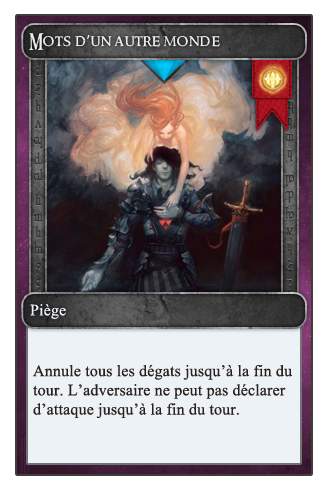 Mots d'un autre monde
Piège
Annule tous les dégats jusqu'à la fin du
tour. L'adversaire ne peut pas déclarer
d'attaque jusqu'à la fin du tour.